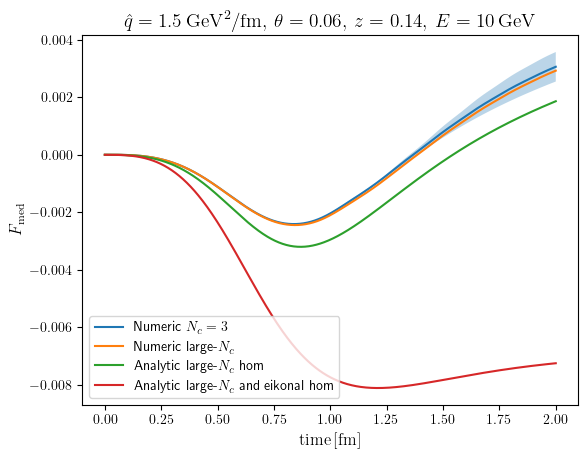 q̂ = 1.5 GeV²/fm, θ = 0.06, z = 0.14, E = 10 GeV
0.004
0.002
0.000
−0.002
−0.004
−0.006
−0.008
F_med
Numeric N_c = 3
Numeric large-N_c
Analytic large-N_c hom
Analytic large-N_c and eikonal hom
0.00 0.25 0.50 0.75 1.00 1.25 1.50 1.75 2.00
time [fm]